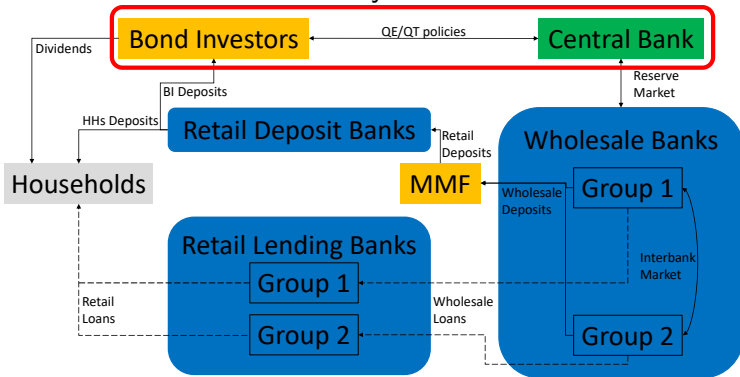 Bond Investors
QE/QT policies
Central Bank
Dividends
BI Deposits
Reserve
Market
HHs Deposits
Retail Deposit Banks
Retail
Deposits
Wholesale Banks
Households
MMF
Wholesale
Deposits
Group 1
Retail Lending Banks
Interbank
Market
Group 1
Retail
Loans
Wholesale
Loans
Group 2
Group 2